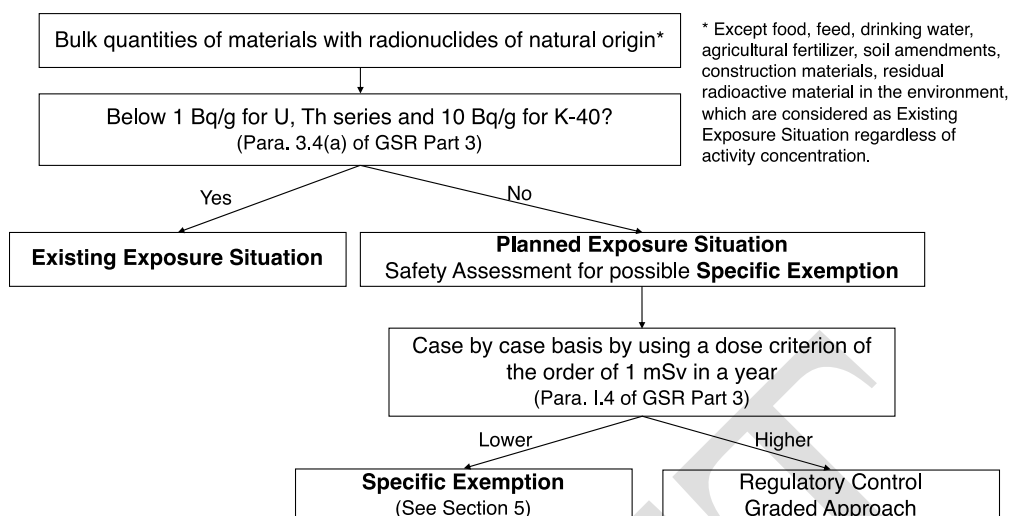 Bulk quantities of materials with radionuclides of natural origin*
* Except food, feed, drinking water,
agricultural fertilizer, soil amendments,
construction materials, residual
radioactive material in the environment,
which are considered as Existing
Exposure Situation regardless of
activity concentration.
Below 1 Bq/g for U, Th series and 10 Bq/g for K-40?
(Para. 3.4(a) of GSR Part 3)
Yes
No
Existing Exposure Situation
Planned Exposure Situation
Safety Assessment for possible Specific Exemption
Case by case basis by using a dose criterion of
the order of 1 mSv in a year
(Para. I.4 of GSR Part 3)
Lower
Higher
Specific Exemption
(See Section 5)
Regulatory Control
Graded Approach